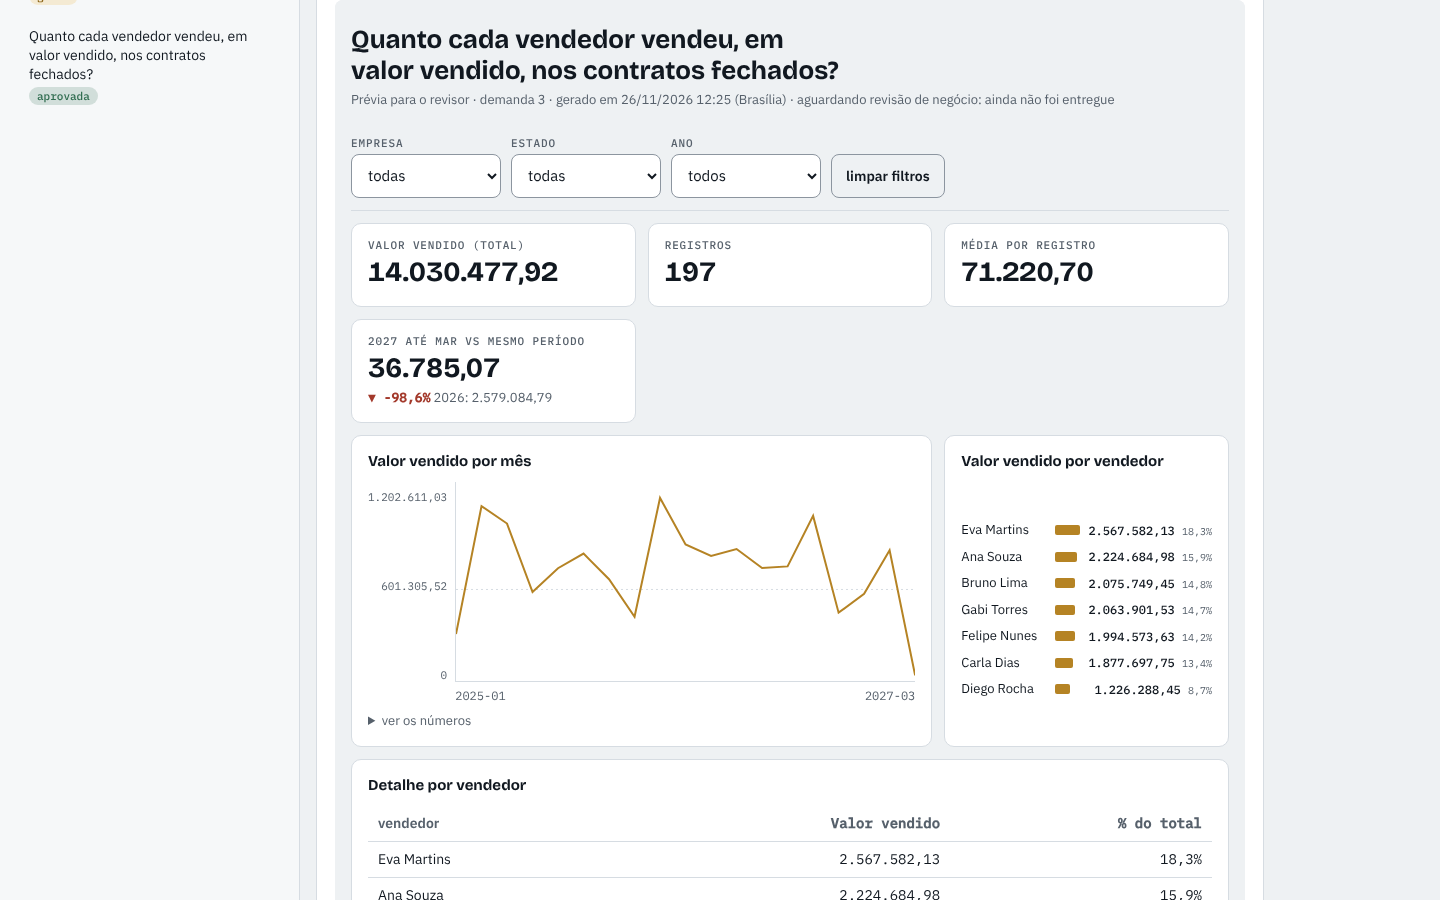 Quanto cada vendedor vendeu, em
valor vendido, nos contratos
fechados?
aprovada
Quanto cada vendedor vendeu, em
valor vendido, nos contratos fechados?
Prévia para o revisor · demanda 3 · gerado em 26/11/2026 12:25 (Brasília) · aguardando revisão de negócio: ainda não foi entregue
EMPRESA ESTADO ANO
todas todas todos limpar filtros
VALOR VENDIDO (TOTAL) REGISTROS MÉDIA POR REGISTRO
14.030.477,92 197 71.220,70
2027 ATÉ MAR VS MESMO PERÍODO
36.785,07
▼ -98,6% 2026: 2.579.084,79
Valor vendido por mês
1.202.611,03
601.305,52
0
2025-01 2027-03
▶ ver os números
Valor vendido por vendedor
Eva Martins 2.567.582,13 18,3%
Ana Souza 2.224.684,98 15,9%
Bruno Lima 2.075.749,45 14,8%
Gabi Torres 2.063.901,53 14,7%
Felipe Nunes 1.994.573,63 14,2%
Carla Dias 1.877.697,75 13,4%
Diego Rocha 1.226.288,45 8,7%
Detalhe por vendedor
vendedor Valor vendido % do total
Eva Martins 2.567.582,13 18,3%
Ana Souza 2.224.684,98 15,9%